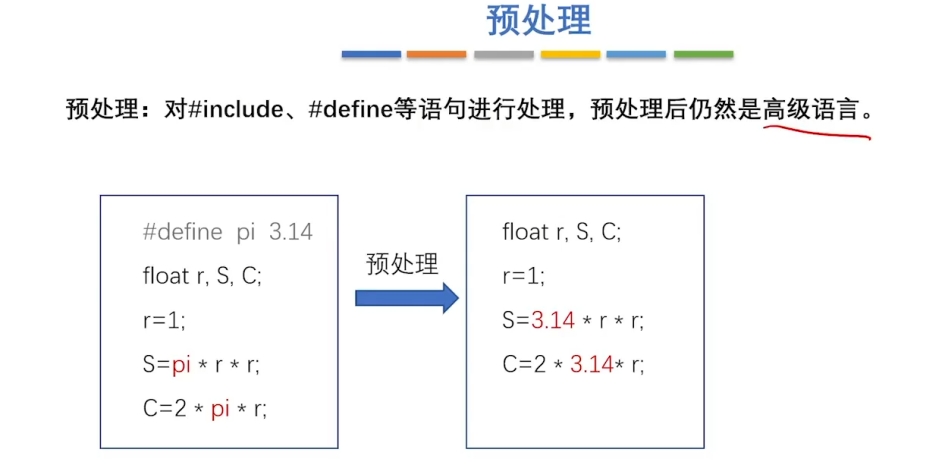 预处理
预处理：对#include、#define等语句进行处理，预处理后仍然是高级语言。
#define pi 3.14
float r, S, C;
r=1;
S=pi * r * r;
C=2 * pi * r;
预处理
float r, S, C;
r=1;
S=3.14 * r * r;
C=2 * 3.14* r;